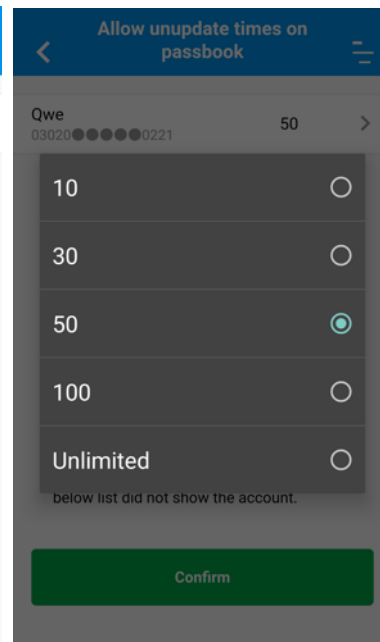 Allow unupdate times on
passbook
Qwe
03020●●●●●0221
50
10
30
50
100
Unlimited
below list did not show the account.
Confirm